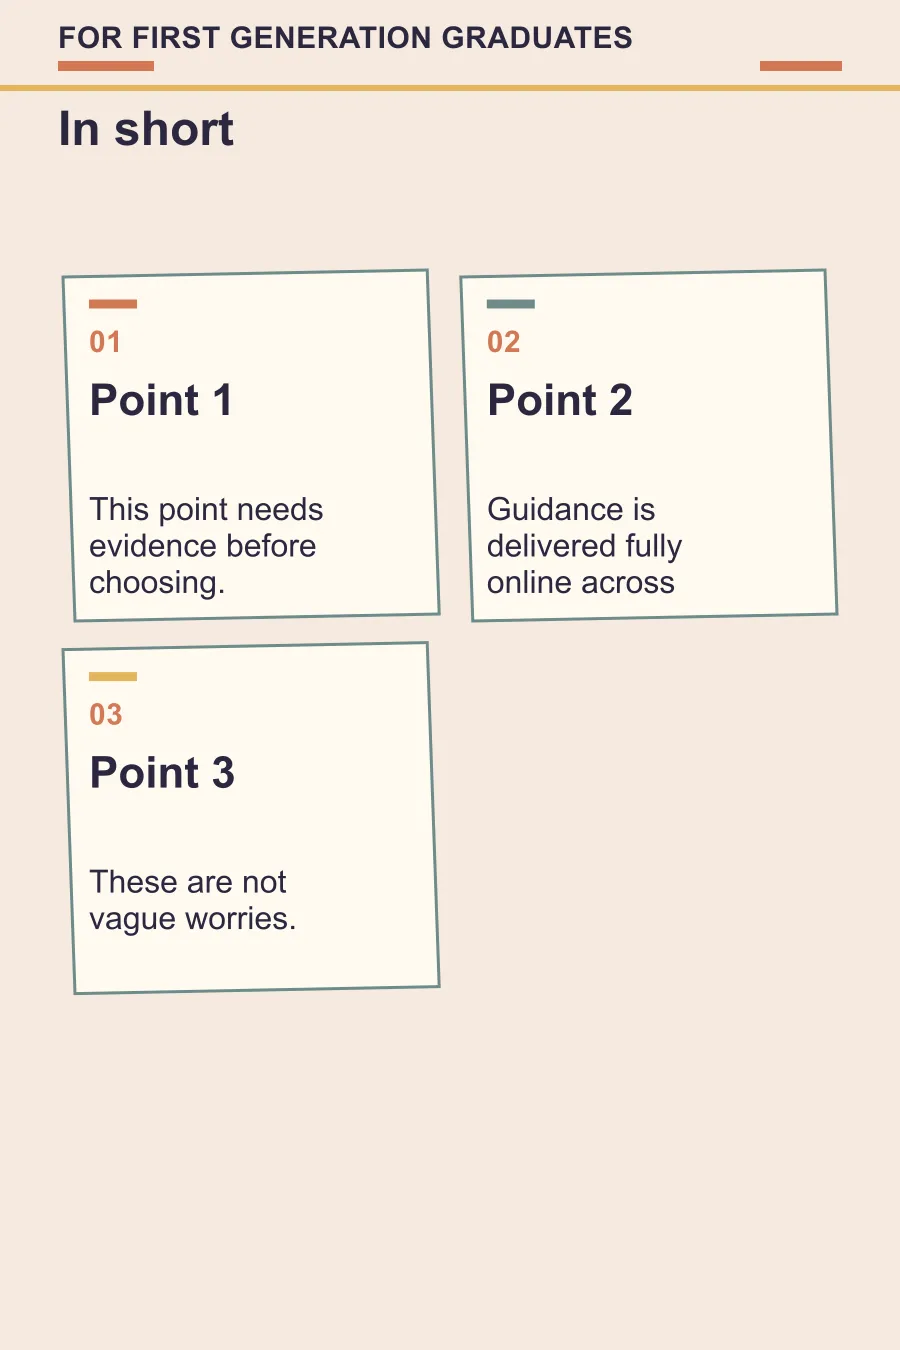 FOR FIRST GENERATION GRADUATES
In short
01
Point 1
This point needs
evidence before
choosing.
02
Point 2
Guidance is
delivered fully
online across
03
Point 3
These are not
vague worries.